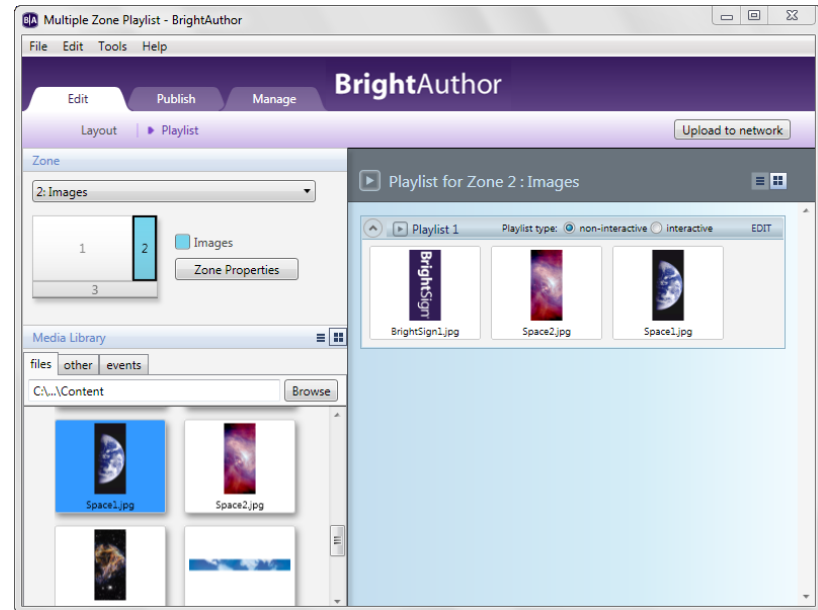 B|A Multiple Zone Playlist - BrightAuthor
File Edit Tools Help
BrightAuthor
Edit Publish Manage
Layout Playlist Upload to network
Zone
2: Images
1 2 3
Images
Zone Properties
Media Library
files other events
C:\...\Content Browse
Space1.jpg Space2.jpg
Playlist for Zone 2 : Images
Playlist 1 Playlist type: non-interactive interactive EDIT
BrightSign
BrightSign1.jpg Space2.jpg Space1.jpg